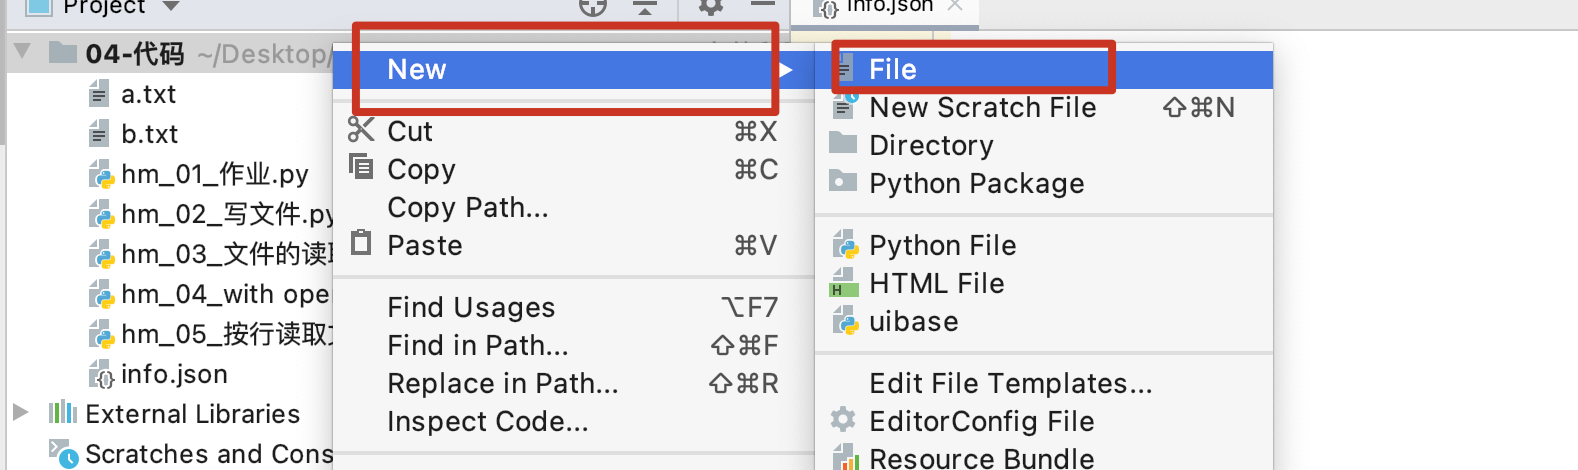 Project
info.json
04-代码 ~/Desktop/
a.txt
b.txt
hm_01_作业.py
hm_02_写文件.py
hm_03_文件的读取
hm_04_with ope
hm_05_按行读取
info.json
External Libraries
Scratches and Cons
New
Cut ⌘X
Copy ⌘C
Copy Path...
Paste ⌘V
Find Usages ⌥F7
Find in Path... ⇧⌘F
Replace in Path... ⇧⌘R
Inspect Code...
File
New Scratch File ⇧⌘N
Directory
Python Package
Python File
HTML File
uibase
Edit File Templates...
EditorConfig File
Resource Bundle